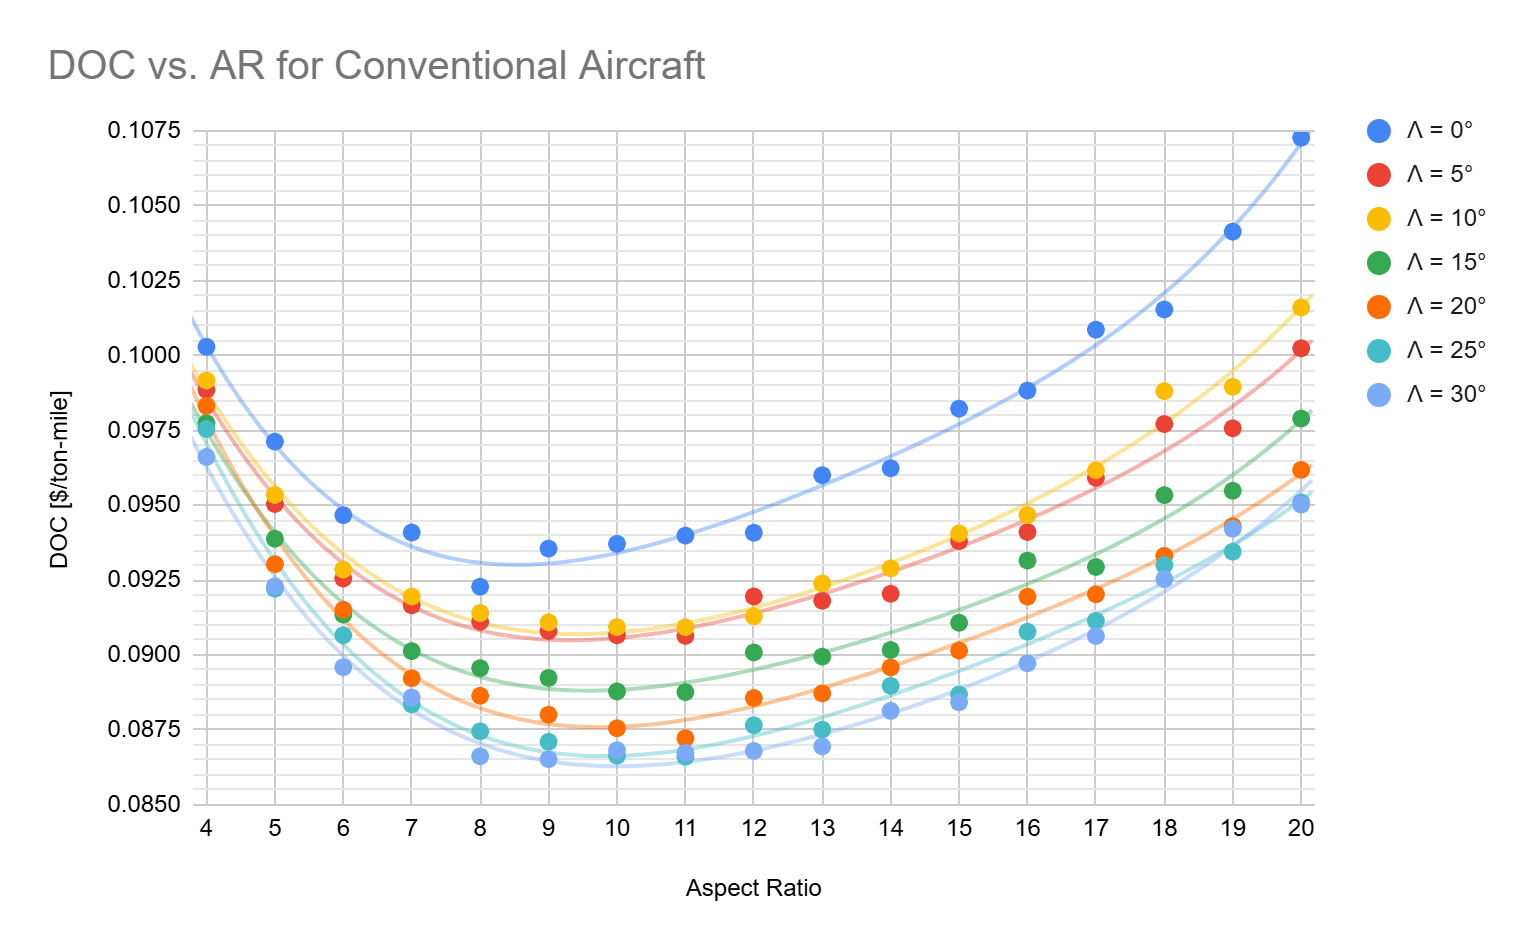 DOC vs. AR for Conventional Aircraft
0.1075
0.1050
0.1025
0.1000
0.0975
0.0950
0.0925
0.0900
0.0875
0.0850
DOC [$/ton-mile]
4 5 6 7 8 9 10 11 12 13 14 15 16 17 18 19 20
Aspect Ratio
Λ = 0°
Λ = 5°
Λ = 10°
Λ = 15°
Λ = 20°
Λ = 25°
Λ = 30°